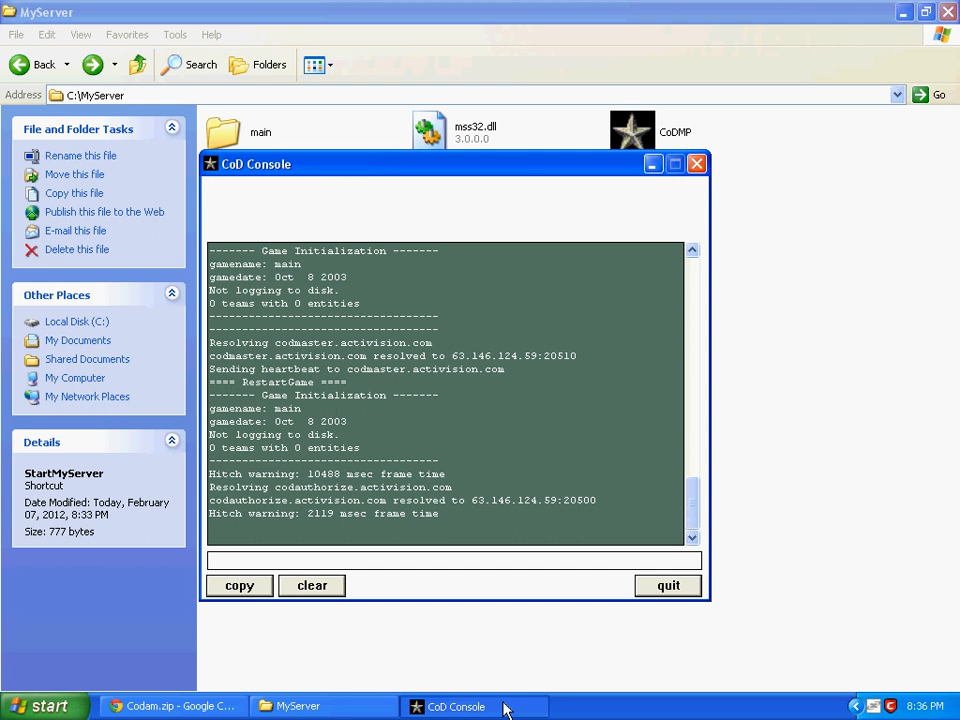 MyServer
File Edit View Favorites Tools Help
Back Search Folders
Address C:\MyServer Go
File and Folder Tasks
Rename this file
Move this file
Copy this file
Publish this file to the Web
E-mail this file
Delete this file
Other Places
Local Disk (C:)
My Documents
Shared Documents
My Computer
My Network Places
Details
StartMyServer
Shortcut
Date Modified: Today, February
07, 2012, 8:33 PM
Size: 777 bytes
main
mss32.dll
3.0.0.0
CoDMP
CoD Console
------- Game Initialization -------
gamename: main
gamedate: Oct  8 2003
Not logging to disk.
0 teams with 0 entities
-----------------------------------
-----------------------------------
Resolving codmaster.activision.com
codmaster.activision.com resolved to 63.146.124.59:20510
Sending heartbeat to codmaster.activision.com
==== RestartGame ====
------- Game Initialization -------
gamename: main
gamedate: Oct  8 2003
Not logging to disk.
0 teams with 0 entities
-----------------------------------
Hitch warning: 10488 msec frame time
Resolving codauthorize.activision.com
codauthorize.activision.com resolved to 63.146.124.59:20500
Hitch warning: 2119 msec frame time
copy clear quit
start Codam.zip - Google C... MyServer CoD Console 8:36 PM